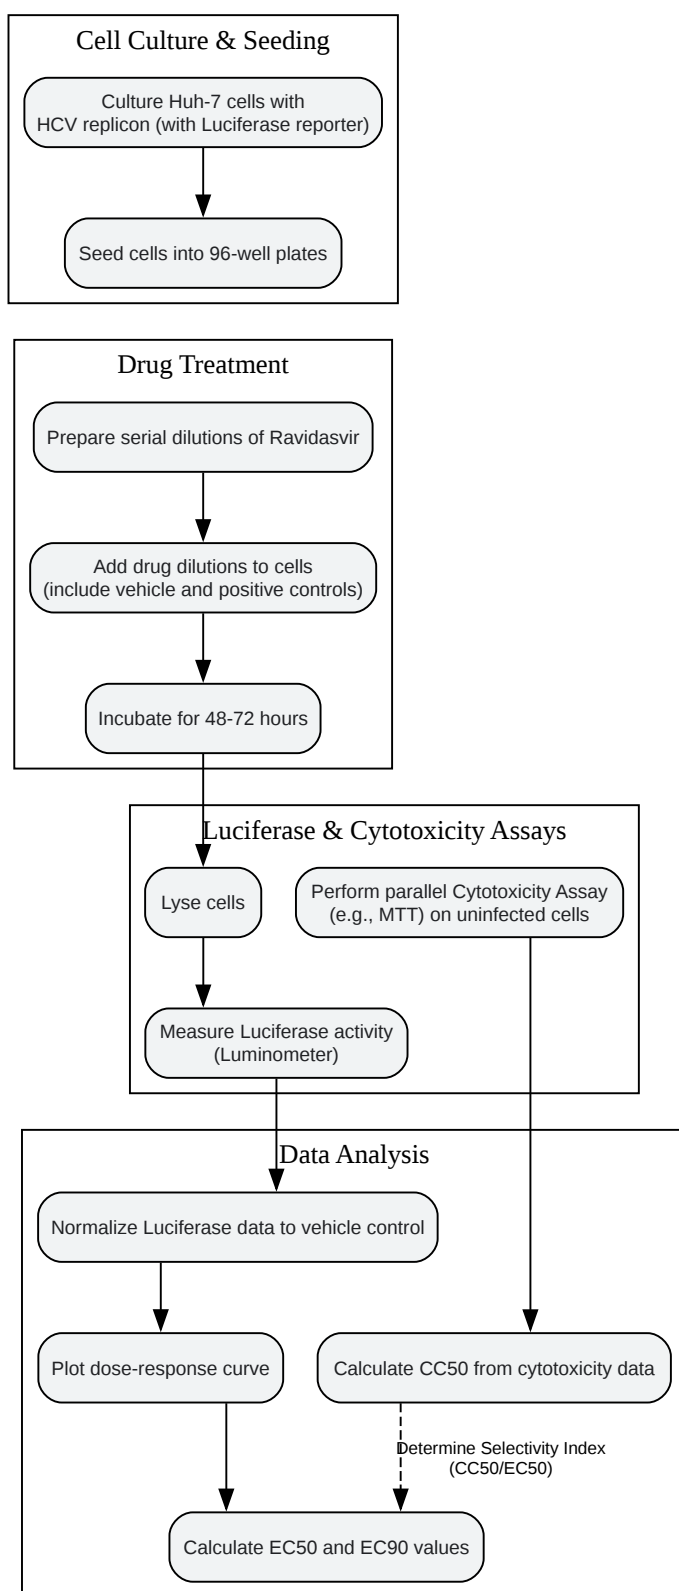 Cell Culture & Seeding
Culture Huh-7 cells with
HCV replicon (with Luciferase reporter)
Seed cells into 96-well plates
Drug Treatment
Prepare serial dilutions of Ravidasvir
Add drug dilutions to cells
(include vehicle and positive controls)
Incubate for 48-72 hours
Luciferase & Cytotoxicity Assays
Lyse cells
Perform parallel Cytotoxicity Assay
(e.g., MTT) on uninfected cells
Measure Luciferase activity
(Luminometer)
Data Analysis
Normalize Luciferase data to vehicle control
Plot dose-response curve
Calculate CC50 from cytotoxicity data
Determine Selectivity Index
(CC50/EC50)
Calculate EC50 and EC90 values